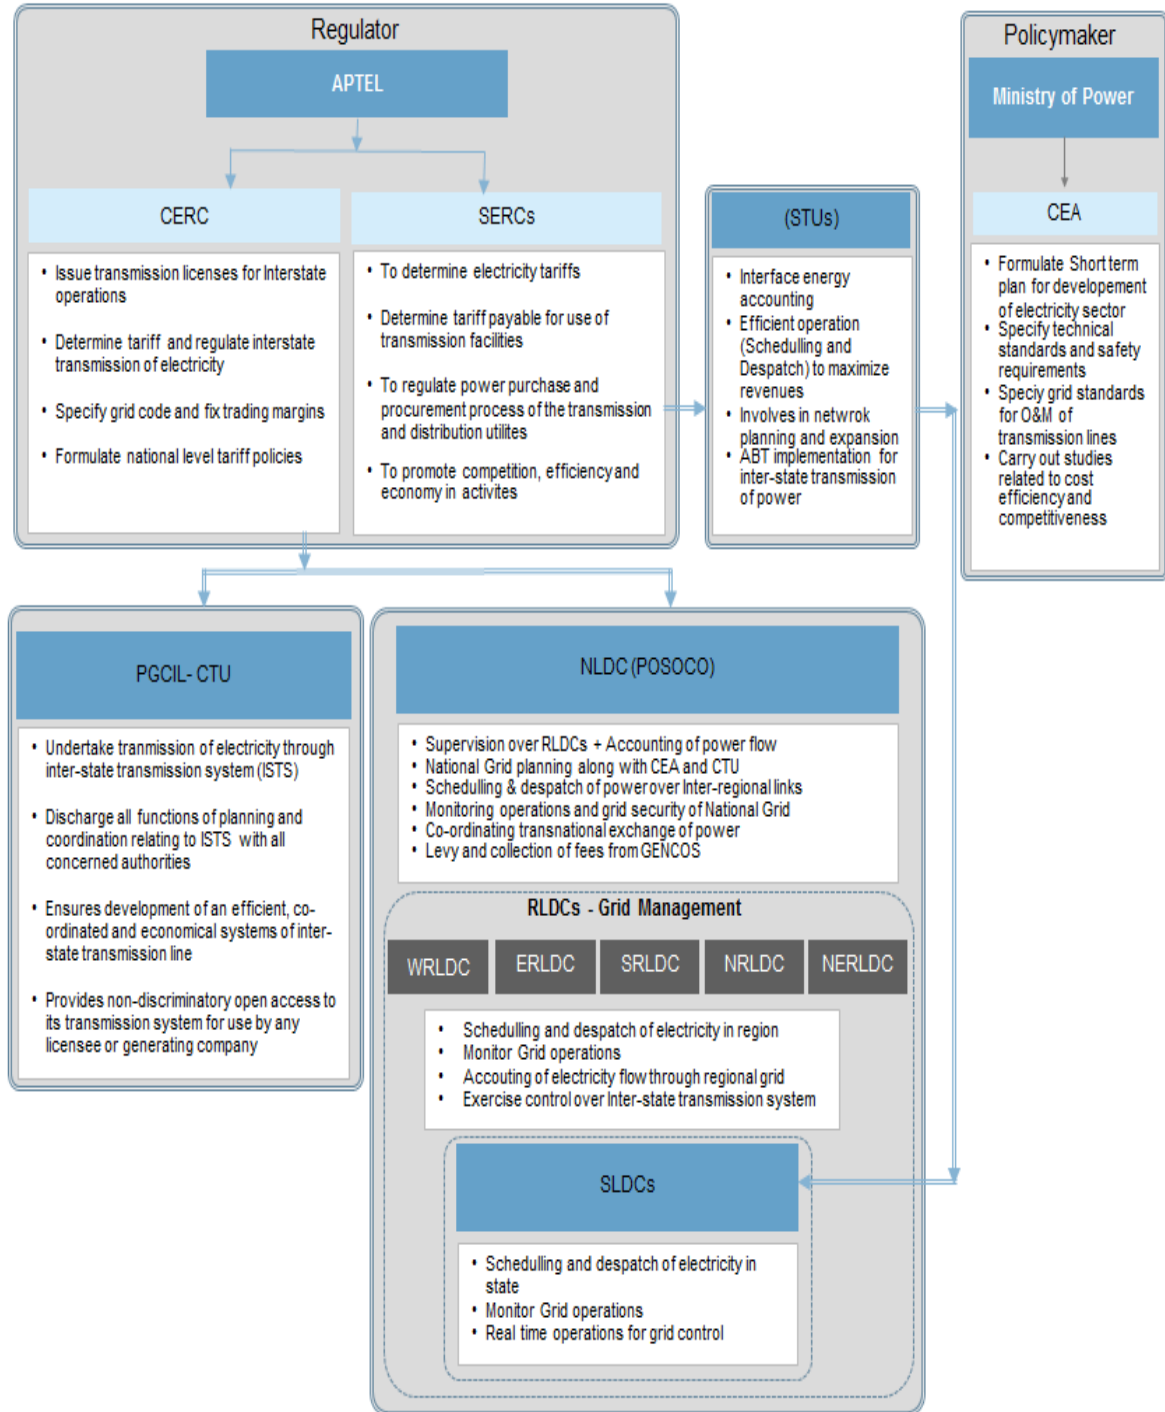 Regulator
APTEL
CERC
• Issue transmission licenses for Interstate
operations
• Determine tariff and regulate interstate
transmission of electricity
• Specify grid code and fix trading margins
• Formulate national level tariff policies
SERCs
• To determine electricity tariffs
• Determine tariff payable for use of
transmission facilities
• To regulate power purchase and
procurement process of the transmission
and distribution utilites
• To promote competition, efficiency and
economy in activites
(STUs)
• Interface energy
accounting
• Efficient operation
(Schedulling and
Despatch) to maximize
revenues
• Involves in netwrok
planning and expansion
• ABT implementation for
inter-state transmission
of power
Policymaker
Ministry of Power
CEA
• Formulate Short term
plan for developement
of electricity sector
• Specify technical
standards and safety
requirements
• Speciy grid standards
for O&M of
transmission lines
• Carry out studies
related to cost
efficiency and
competitiveness
PGCIL- CTU
• Undertake tranmission of electricity through
inter-state transmission system (ISTS)
• Discharge all functions of planning and
coordination relating to ISTS with all
concerned authorities
• Ensures development of an efficient, co-
ordinated and economical systems of inter-
state transmission line
• Provides non-discriminatory open access to
its transmission system for use by any
licensee or generating company
NLDC (POSOCO)
• Supervision over RLDCs + Accounting of power flow
• National Grid planning along with CEA and CTU
• Schedulling & despatch of power over Inter-regional links
• Monitoring operations and grid security of National Grid
• Co-ordinating transnational exchange of power
• Levy and collection of fees from GENCOS
RLDCs - Grid Management
WRLDC ERLDC SRLDC NRLDC NERLDC
• Schedulling and despatch of electricity in region
• Monitor Grid operations
• Accouting of electricity flow through regional grid
• Exercise control over Inter-state transmission system
SLDCs
• Schedulling and despatch of electricity in
state
• Monitor Grid operations
• Real time operations for grid control